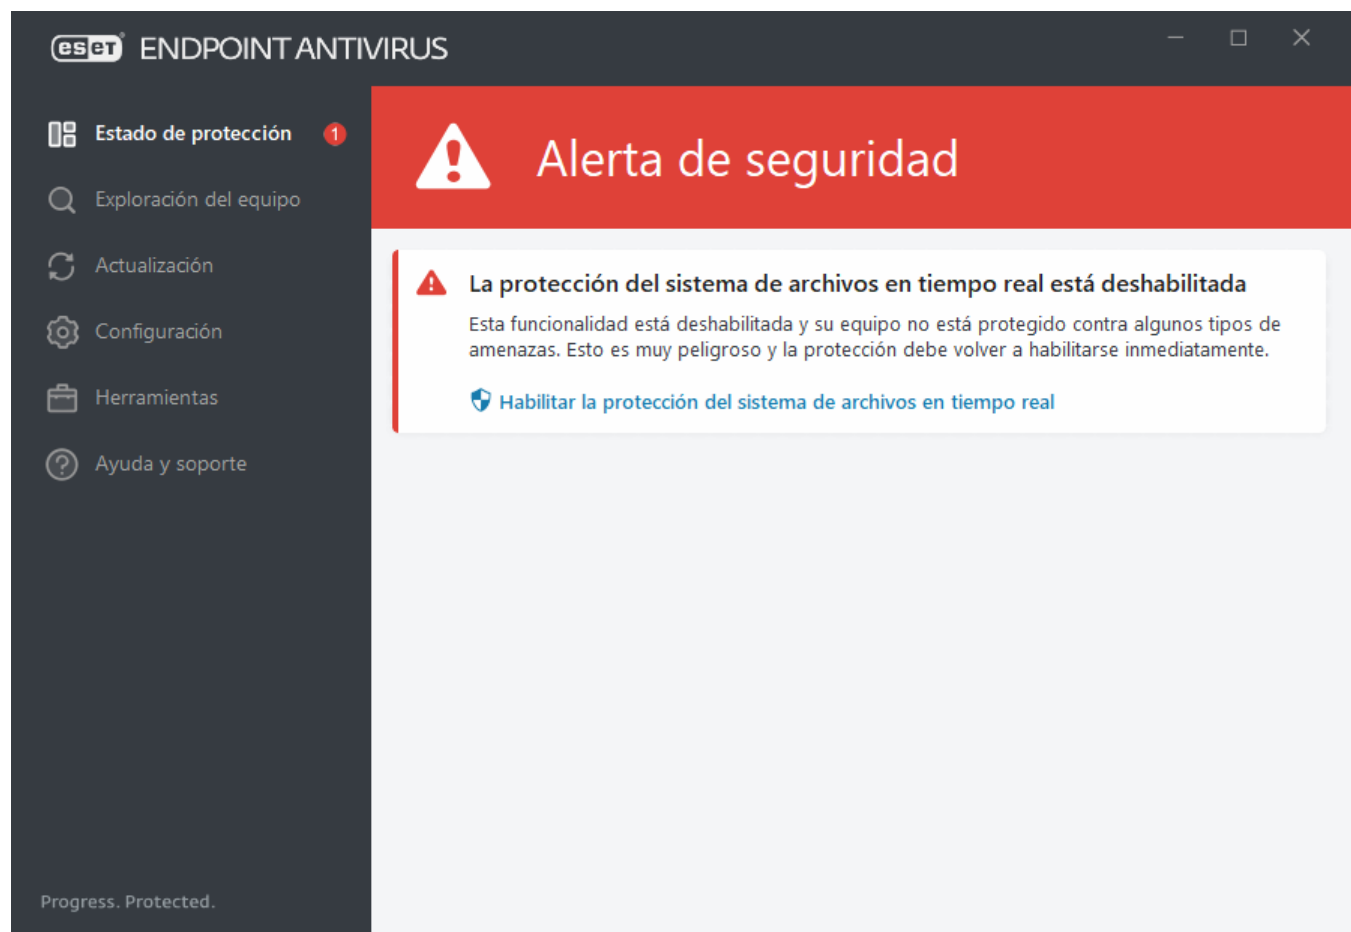 eset ENDPOINT ANTIVIRUS
Estado de protección 1
Exploración del equipo
Actualización
Configuración
Herramientas
Ayuda y soporte
Progress. Protected.
Alerta de seguridad
La protección del sistema de archivos en tiempo real está deshabilitada
Esta funcionalidad está deshabilitada y su equipo no está protegido contra algunos tipos de
amenazas. Esto es muy peligroso y la protección debe volver a habilitarse inmediatamente.
Habilitar la protección del sistema de archivos en tiempo real